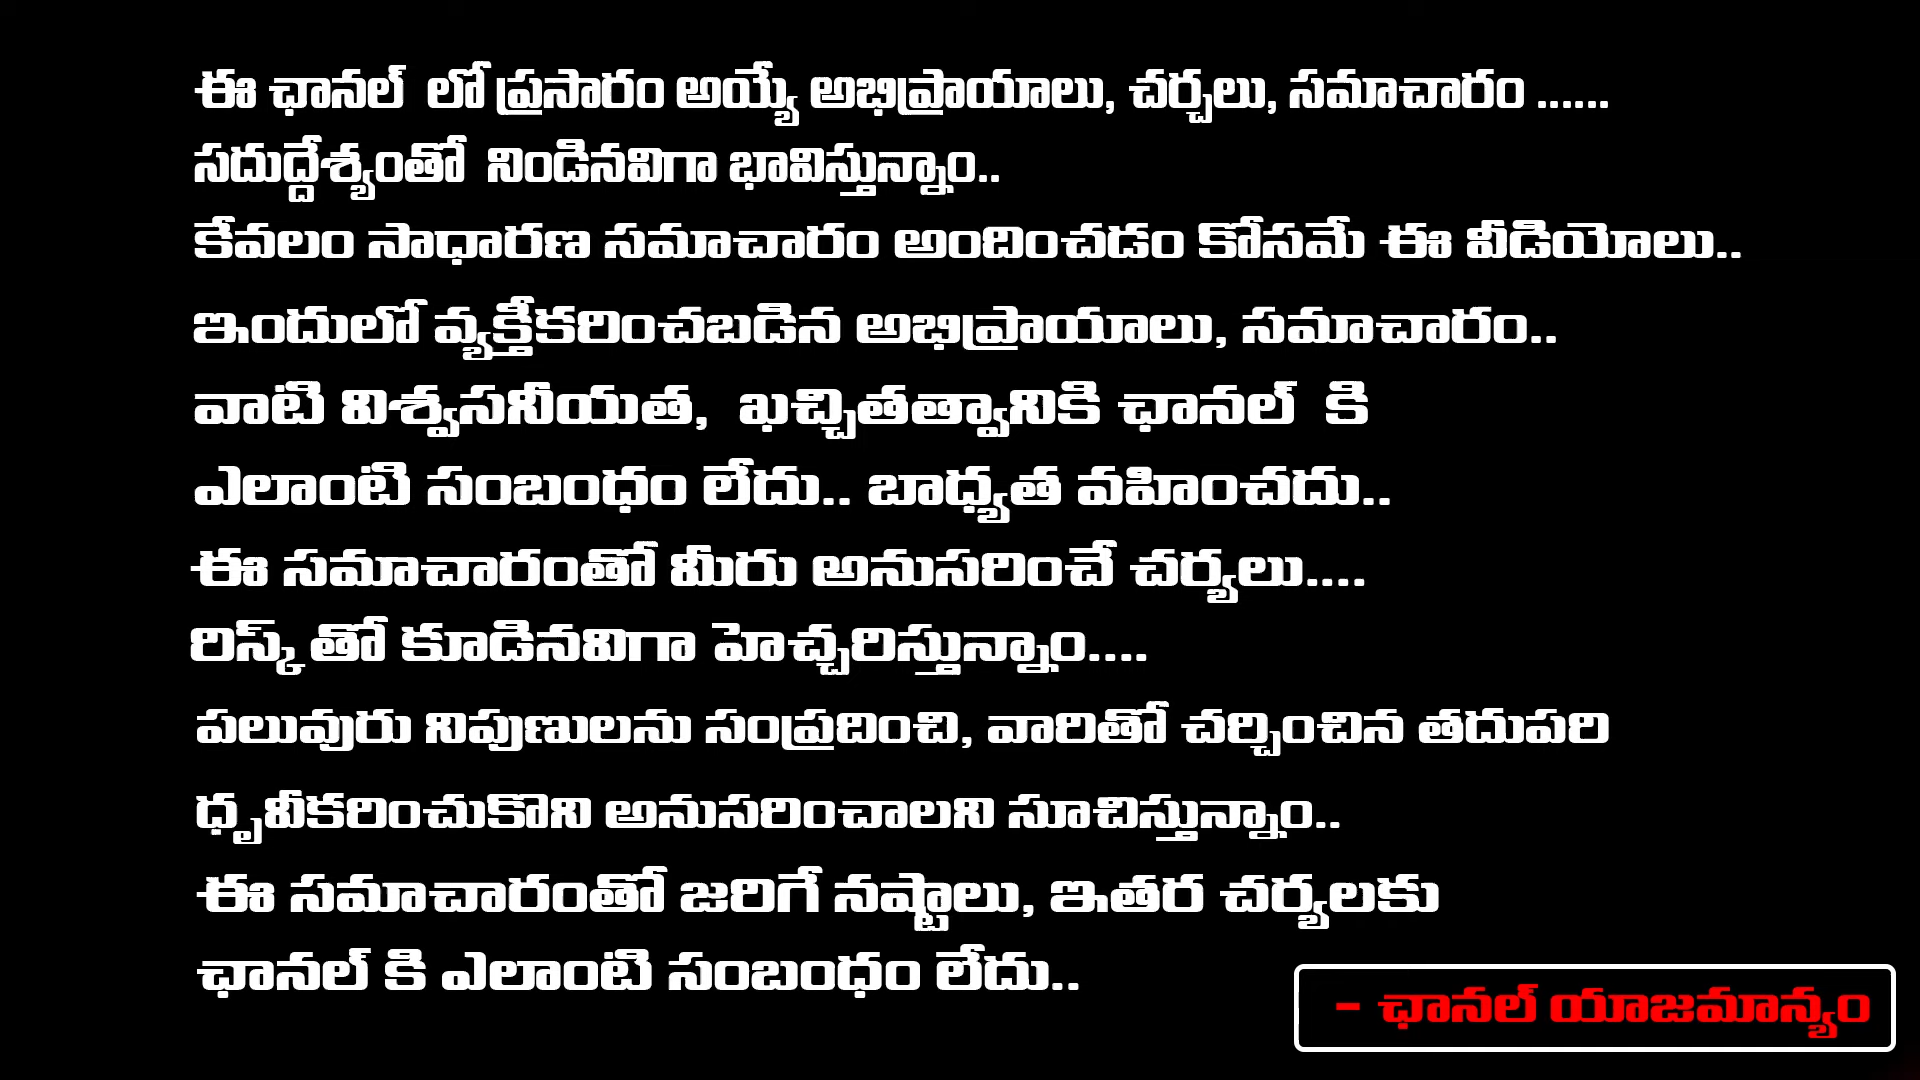 ఈ ఛానల్ లో ప్రసారం అయ్యే అభిప్రాయాలు, చర్చలు, సమాచారం ......
సదుద్దేశ్యంతో నిండినవిగా భావిస్తున్నాం..
కేవలం సాధారణ సమాచారం అందించడం కోసమే ఈ వీడియోలు..
ఇందులో వ్యక్తీకరించబడిన అభిప్రాయాలు, సమాచారం..
వాటి విశ్వసనీయత, ఖచ్చితత్వానికి ఛానల్ కి
ఎలాంటి సంబంధం లేదు.. బాధ్యత వహించదు..
ఈ సమాచారంతో మీరు అనుసరించే చర్యలు....
రిస్క్ తో కూడినవిగా హెచ్చరిస్తున్నాం....
పలువురు నిపుణులను సంప్రదించి, వారితో చర్చించిన తదుపరి
ధృవీకరించుకొని అనుసరించాలని సూచిస్తున్నాం..
ఈ సమాచారంతో జరిగే నష్టాలు, ఇతర చర్యలకు
ఛానల్ కి ఎలాంటి సంబంధం లేదు..
- ఛానల్ యాజమాన్యం